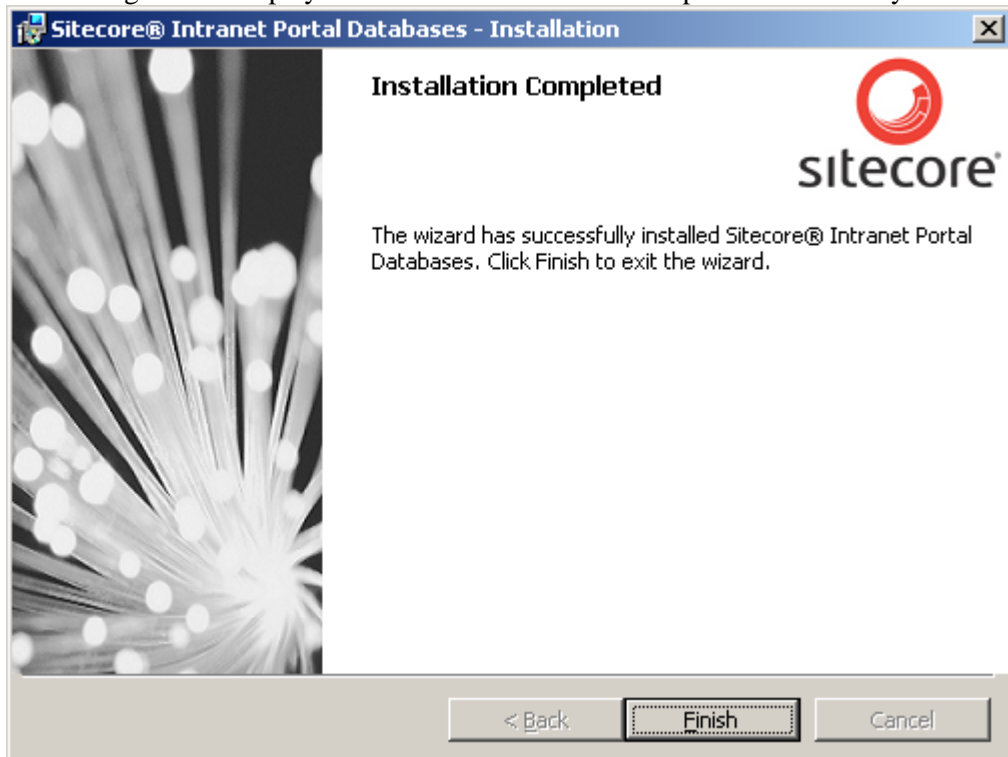 Sitecore® Intranet Portal Databases - Installation
Installation Completed
sitecore
The wizard has successfully installed Sitecore® Intranet Portal
Databases. Click Finish to exit the wizard.
< Back
Finish
Cancel